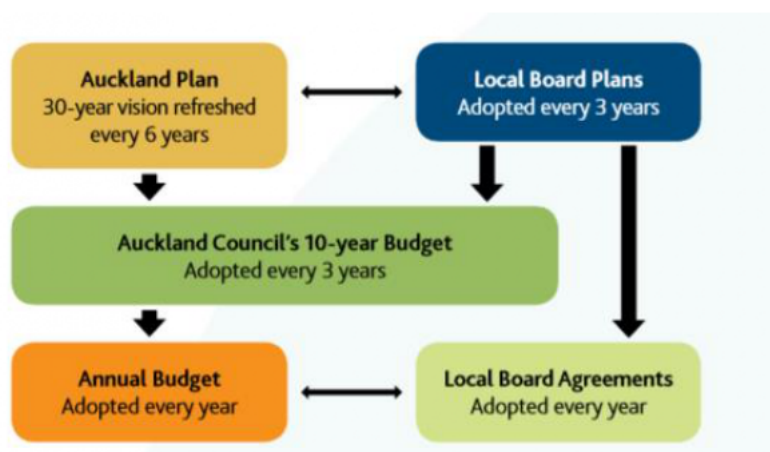 Auckland Plan
30-year vision refreshed
every 6 years
Local Board Plans
Adopted every 3 years
Auckland Council's 10-year Budget
Adopted every 3 years
Annual Budget
Adopted every year
Local Board Agreements
Adopted every year